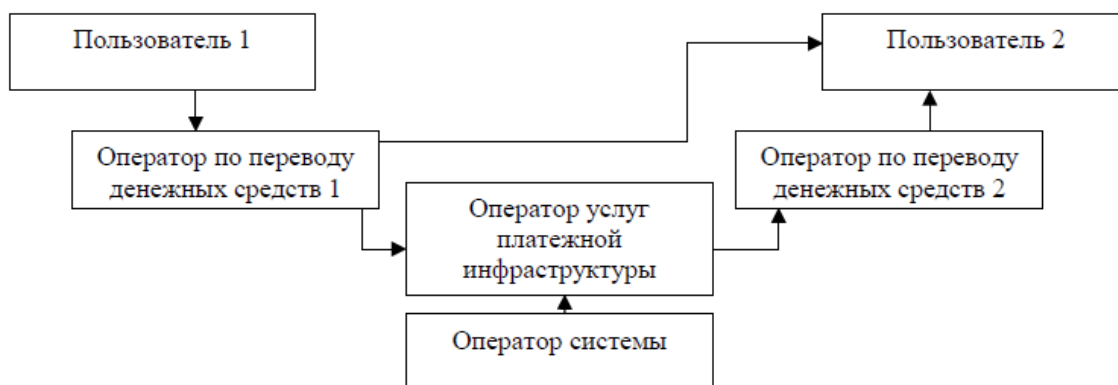 Пользователь 1
Пользователь 2
Оператор по переводу
денежных средств 1
Оператор по переводу
денежных средств 2
Оператор услуг
платежной
инфраструктуры
Оператор системы